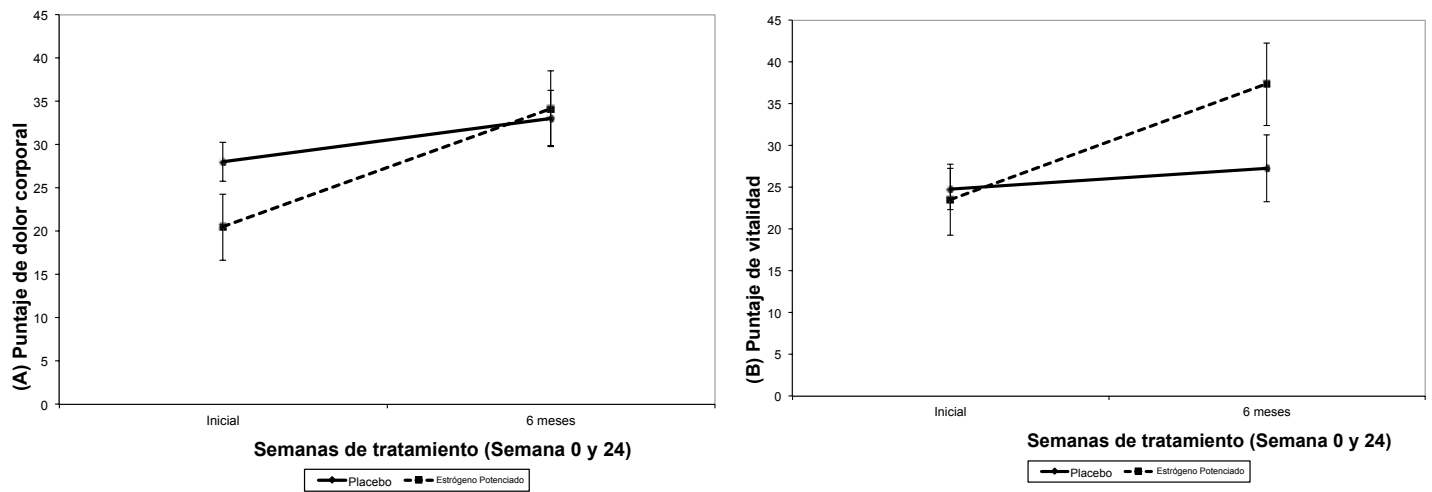 (A) Puntaje de dolor corporal
45
40
35
30
25
20
15
10
5
0
Inicial
6 meses
Semanas de tratamiento (Semana 0 y 24)
Placebo Estrógeno Potenciado
(B) Puntaje de vitalidad
45
40
35
30
25
20
15
10
5
0
Inicial
6 meses
Semanas de tratamiento (Semana 0 y 24)
Placebo Estrógeno Potenciado